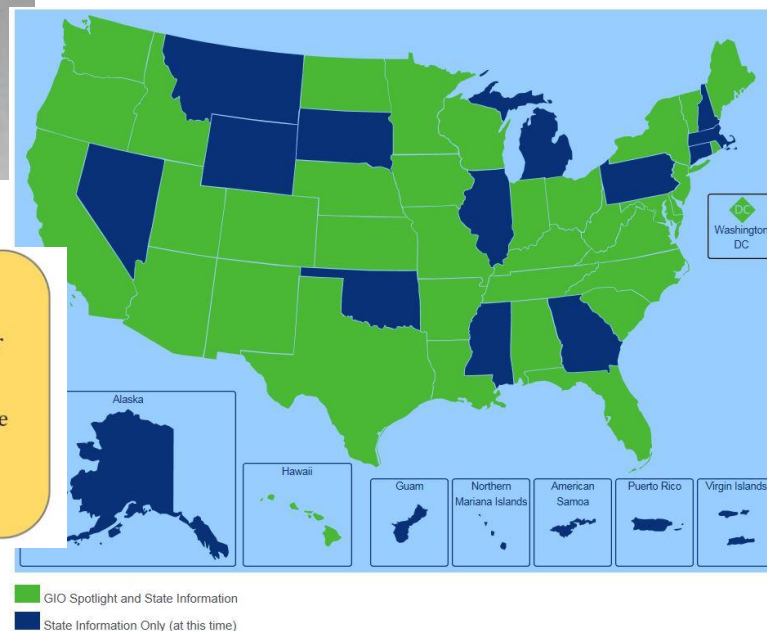 r
e
DC
Washington
DC
Alaska
Hawaii
Guam
Northern
Mariana Islands
American
Samoa
Puerto Rico
Virgin Islands
GIO Spotlight and State Information
State Information Only (at this time)